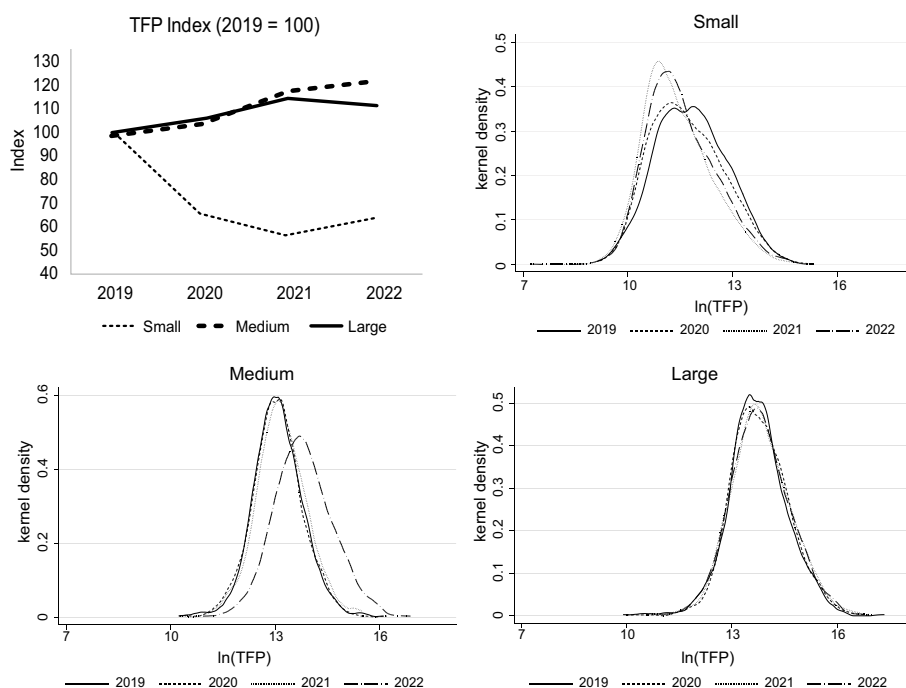 TFP Index (2019 = 100)
130
120
110
100
90
80
70
60
50
40
Index
2019 2020 2021 2022
Small Medium Large
Small
0.5
0.4
0.3
0.2
0.1
0
kernel density
7 10 13 16
ln(TFP)
2019 2020 2021 2022
Medium
0.6
0.4
0.2
0
kernel density
7 10 13 16
ln(TFP)
2019 2020 2021 2022
Large
0.5
0.4
0.3
0.2
0.1
0
kernel density
7 10 13 16
ln(TFP)
2019 2020 2021 2022